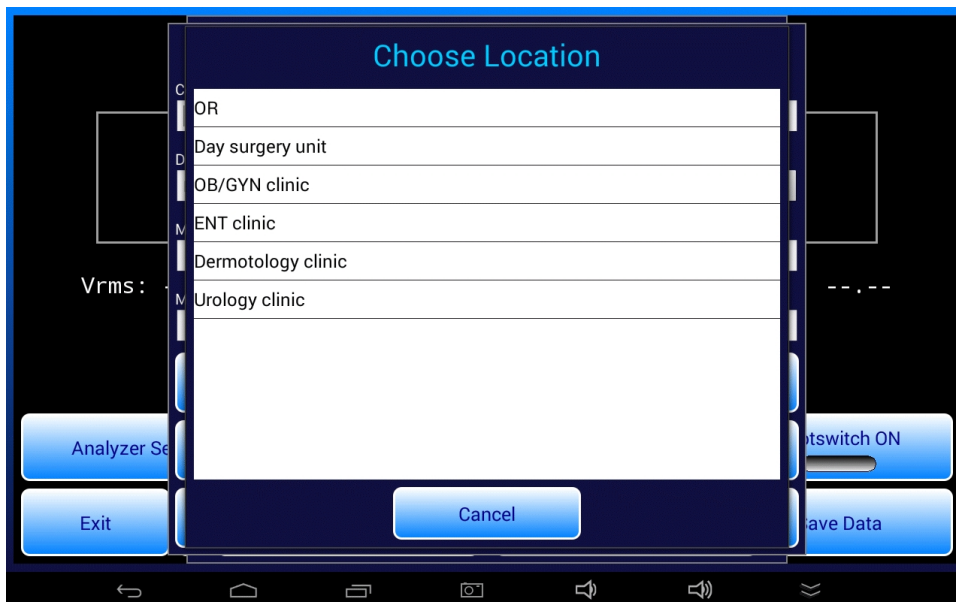 Choose Location
C
OR
Day surgery unit
D
OB/GYN clinic
M
ENT clinic
Dermotology clinic
Vrms: --.--
M
Urology clinic
Analyzer Se
otswitch ON
Exit
Cancel
Save Data